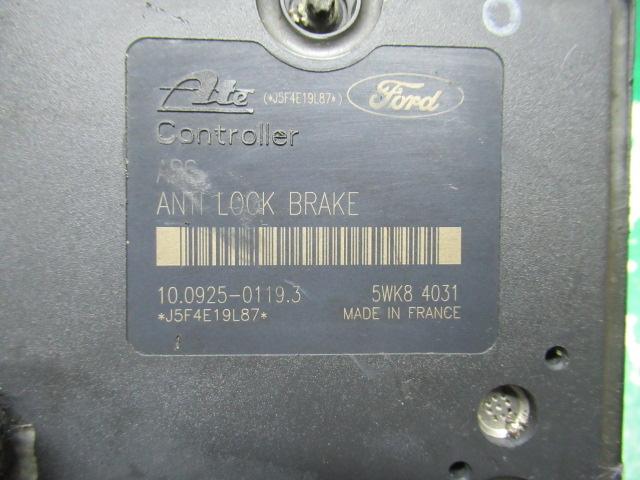 Ate (*J5F4E19L87*) Ford
Controller
ABS
ANTI LOCK BRAKE
10.0925-0119.3 5WK8 4031
*J5F4E19L87* MADE IN FRANCE